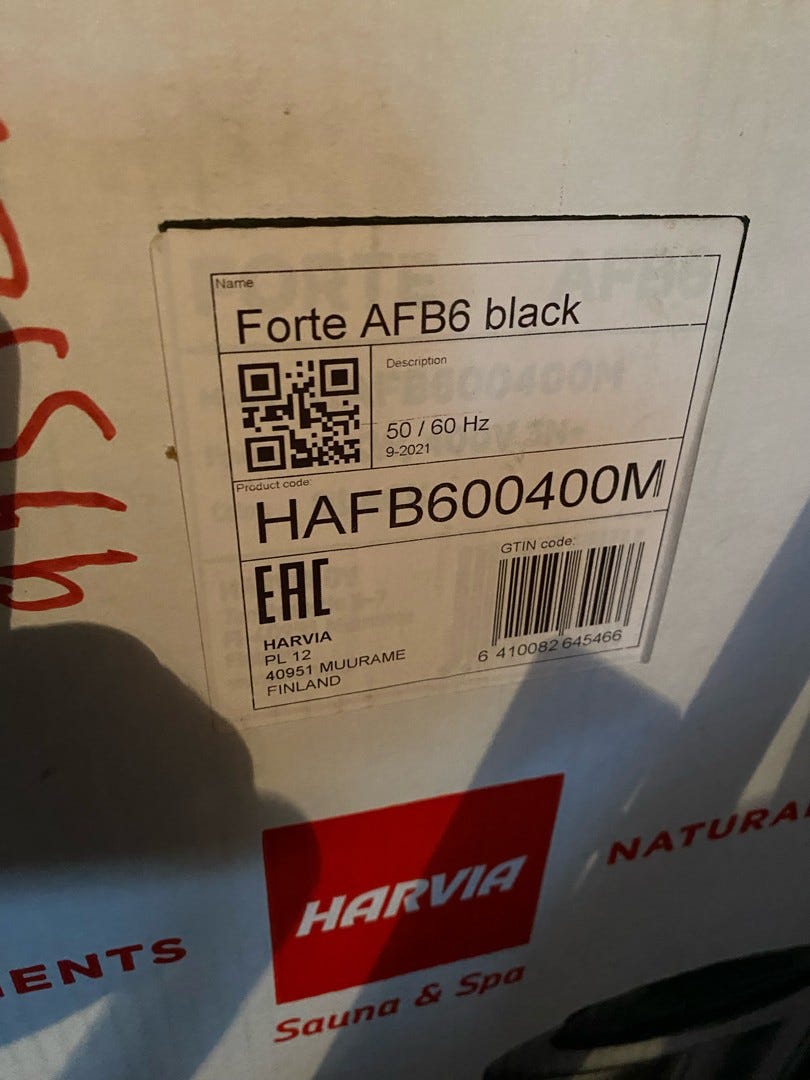 Name
Forte AFB6 black
Description
50 / 60 Hz
9-2021
Product code:
HAFB600400M
EAC
GTIN code:
HARVIA
PL 12
40951 MUURAME
FINLAND
6 410082 645466
HARVIA
NATURA
ENTS
Sauna & Spa